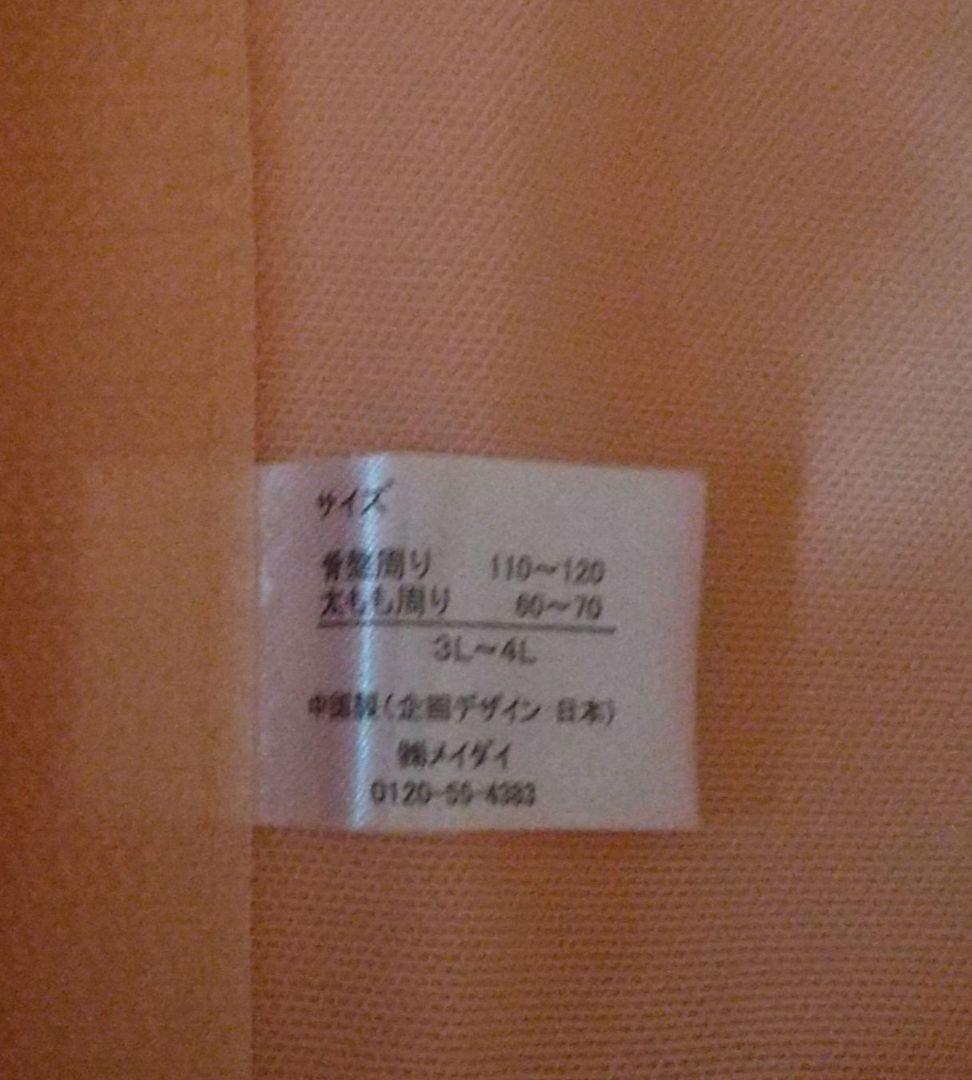 サイズ
骨盤周り 110〜120
太もも周り 60〜70
3L〜4L
中国製(企画デザイン 日本)
㈱メイダイ
0120-59-4383